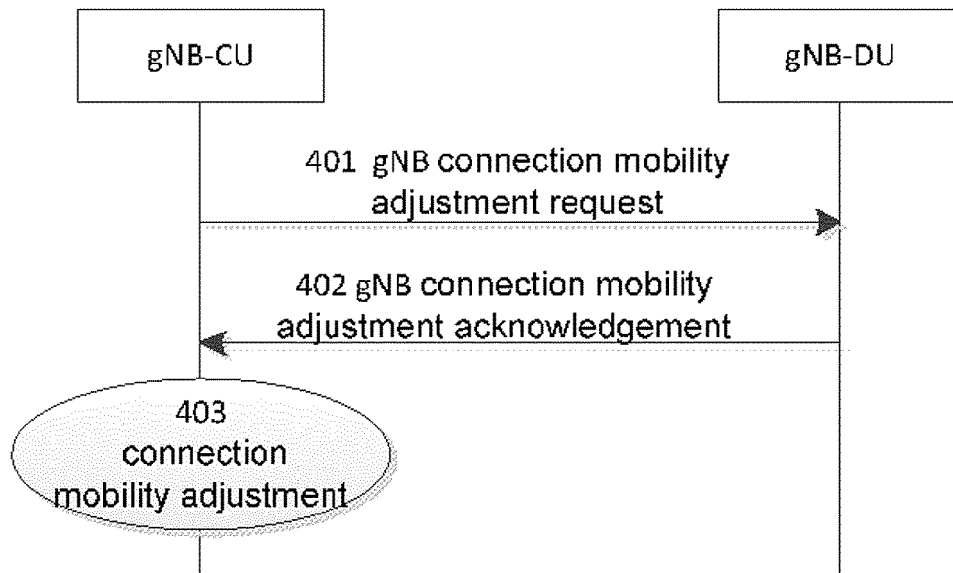 gNB-CU
gNB-DU
401 gNB connection mobility
adjustment request
402 gNB connection mobility
adjustment acknowledgement
403
connection
mobility adjustment